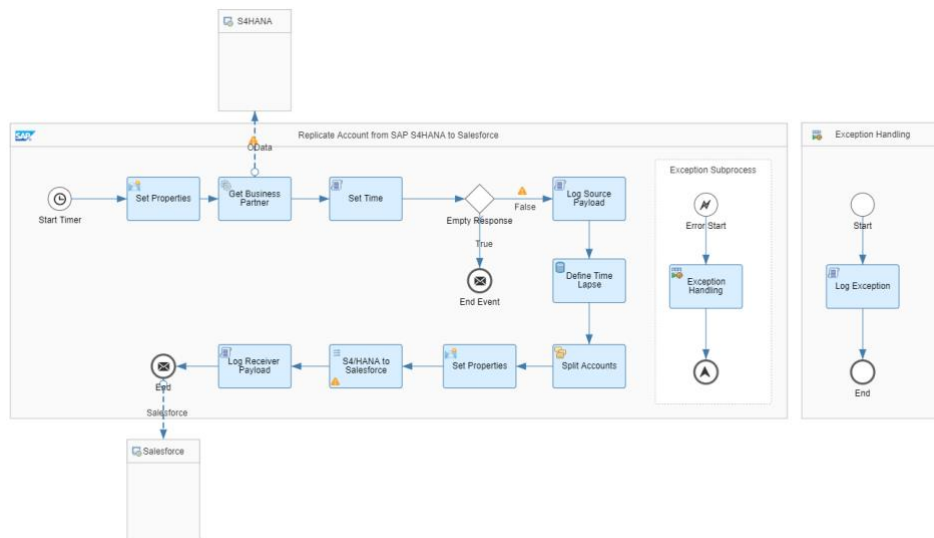 S4HANA
SAP
Replicate Account from SAP S4HANA to Salesforce
Exception Handling
OData
Exception Subprocess
Start Timer
Set Properties
Get Business
Partner
Set Time
Empty Response
False
True
Log Source
Payload
End Event
Define Time
Lapse
Error Start
Exception
Handling
Start
Log Exception
End
End
Salesforce
Log Receiver
Payload
S4/HANA to
Salesforce
Set Properties
Split Accounts
Salesforce